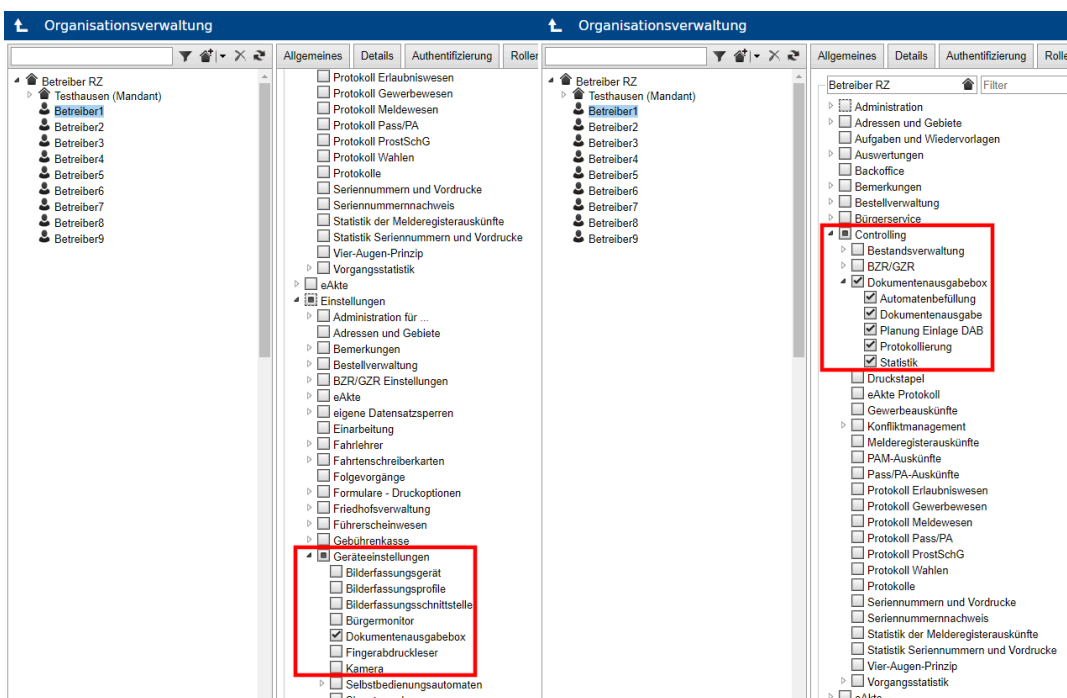 Organisationsverwaltung
Allgemeines Details Authentifizierung Roller
Betreiber RZ
Testhausen (Mandant)
Betreiber1
Betreiber2
Betreiber3
Betreiber4
Betreiber5
Betreiber6
Betreiber7
Betreiber8
Betreiber9
Protokoll Erlaubniswesen
Protokoll Gewerbewesen
Protokoll Meldewesen
Protokoll Pass/PA
Protokoll ProstSchG
Protokoll Wahlen
Protokolle
Seriennummern und Vordrucke
Seriennummernnachweis
Statistik der Melderegisterauskünfte
Statistik Seriennummern und Vordrucke
Vier-Augen-Prinzip
Vorgangsstatistik
eAkte
Einstellungen
Administration für ...
Adressen und Gebiete
Bemerkungen
Bestellverwaltung
BZR/GZR Einstellungen
eAkte
eigene Datensatzsperren
Einarbeitung
Fahrlehrer
Fahrtenschreiberkarten
Folgevorgänge
Formulare - Druckoptionen
Friedhofsverwaltung
Führerscheinwesen
Gebührenkasse
Geräteeinstellungen
Bilderfassungsgerät
Bilderfassungsprofile
Bilderfassungsschnittstelle
Bürgermonitor
Dokumentenausgabebox
Fingerabdruckleser
Kamera
Selbstbedienungsautomaten
Organisationsverwaltung
Allgemeines Details Authentifizierung Rolle
Betreiber RZ
Testhausen (Mandant)
Betreiber1
Betreiber2
Betreiber3
Betreiber4
Betreiber5
Betreiber6
Betreiber7
Betreiber8
Betreiber9
Betreiber RZ Filter
Administration
Adressen und Gebiete
Aufgaben und Wiedervorlagen
Auswertungen
Backoffice
Bemerkungen
Bestellverwaltung
Bürgerservice
Controlling
Bestandsverwaltung
BZR/GZR
Dokumentenausgabebox
Automatenbefüllung
Dokumentenausgabe
Planung Einlage DAB
Protokollierung
Statistik
Druckstapel
eAkte Protokoll
Gewerbeauskünfte
Konfliktmanagement
Melderegisterauskünfte
PAM-Auskünfte
Pass/PA-Auskünfte
Protokoll Erlaubniswesen
Protokoll Gewerbewesen
Protokoll Meldewesen
Protokoll Pass/PA
Protokoll ProstSchG
Protokoll Wahlen
Protokolle
Seriennummern und Vordrucke
Seriennummernnachweis
Statistik der Melderegisterauskünfte
Statistik Seriennummern und Vordrucke
Vier-Augen-Prinzip
Vorgangsstatistik
eAkte